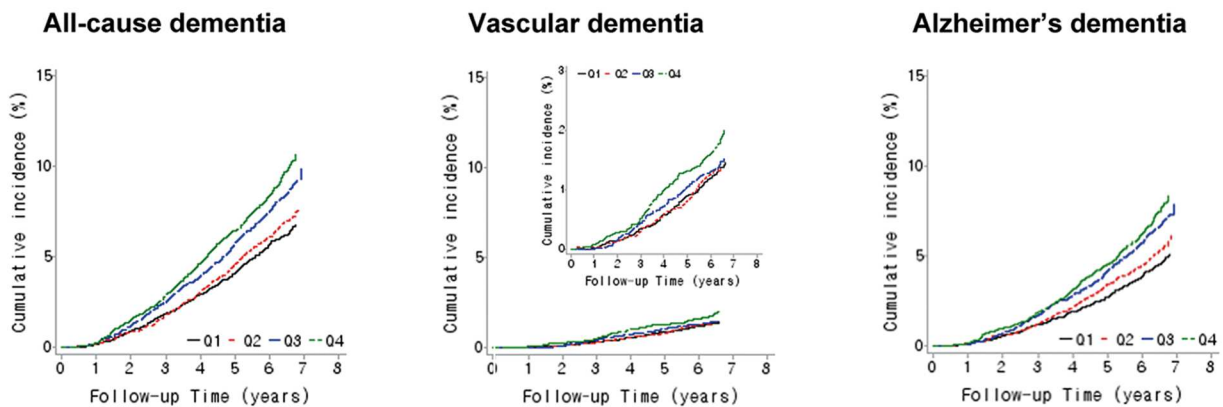 All-cause dementia
Cumulative incidence (%)
15
10
5
0
0 1 2 3 4 5 6 7 8
Follow-up Time (years)
Q1 Q2 Q3 Q4
Vascular dementia
Cumulative incidence (%)
15
10
5
0
0 1 2 3 4 5 6 7 8
Follow-up Time (years)
Q1 Q2 Q3 Q4
Cumulative incidence (%)
3
2
1
0
0 1 2 3 4 5 6 7 8
Follow-up Time (years)
Alzheimer’s dementia
Cumulative incidence (%)
15
10
5
0
0 1 2 3 4 5 6 7 8
Follow-up Time (years)
Q1 Q2 Q3 Q4